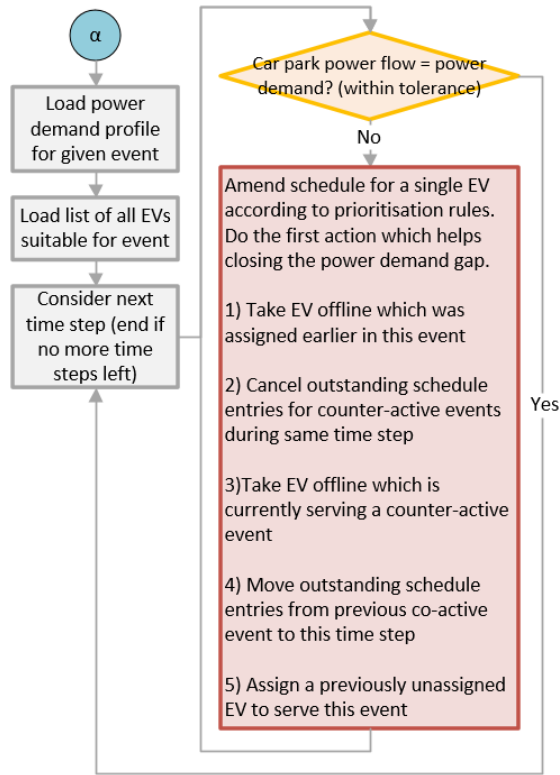 α
Load power
demand profile
for given event
Load list of all EVs
suitable for event
Consider next
time step (end if
no more time
steps left)
Car park power flow = power
demand? (within tolerance)
No
Amend schedule for a single EV
according to prioritisation rules.
Do the first action which helps
closing the power demand gap.
1) Take EV offline which was
assigned earlier in this event
2) Cancel outstanding schedule
entries for counter-active events
during same time step
3)Take EV offline which is
currently serving a counter-active
event
4) Move outstanding schedule
entries from previous co-active
event to this time step
5) Assign a previously unassigned
EV to serve this event
Yes